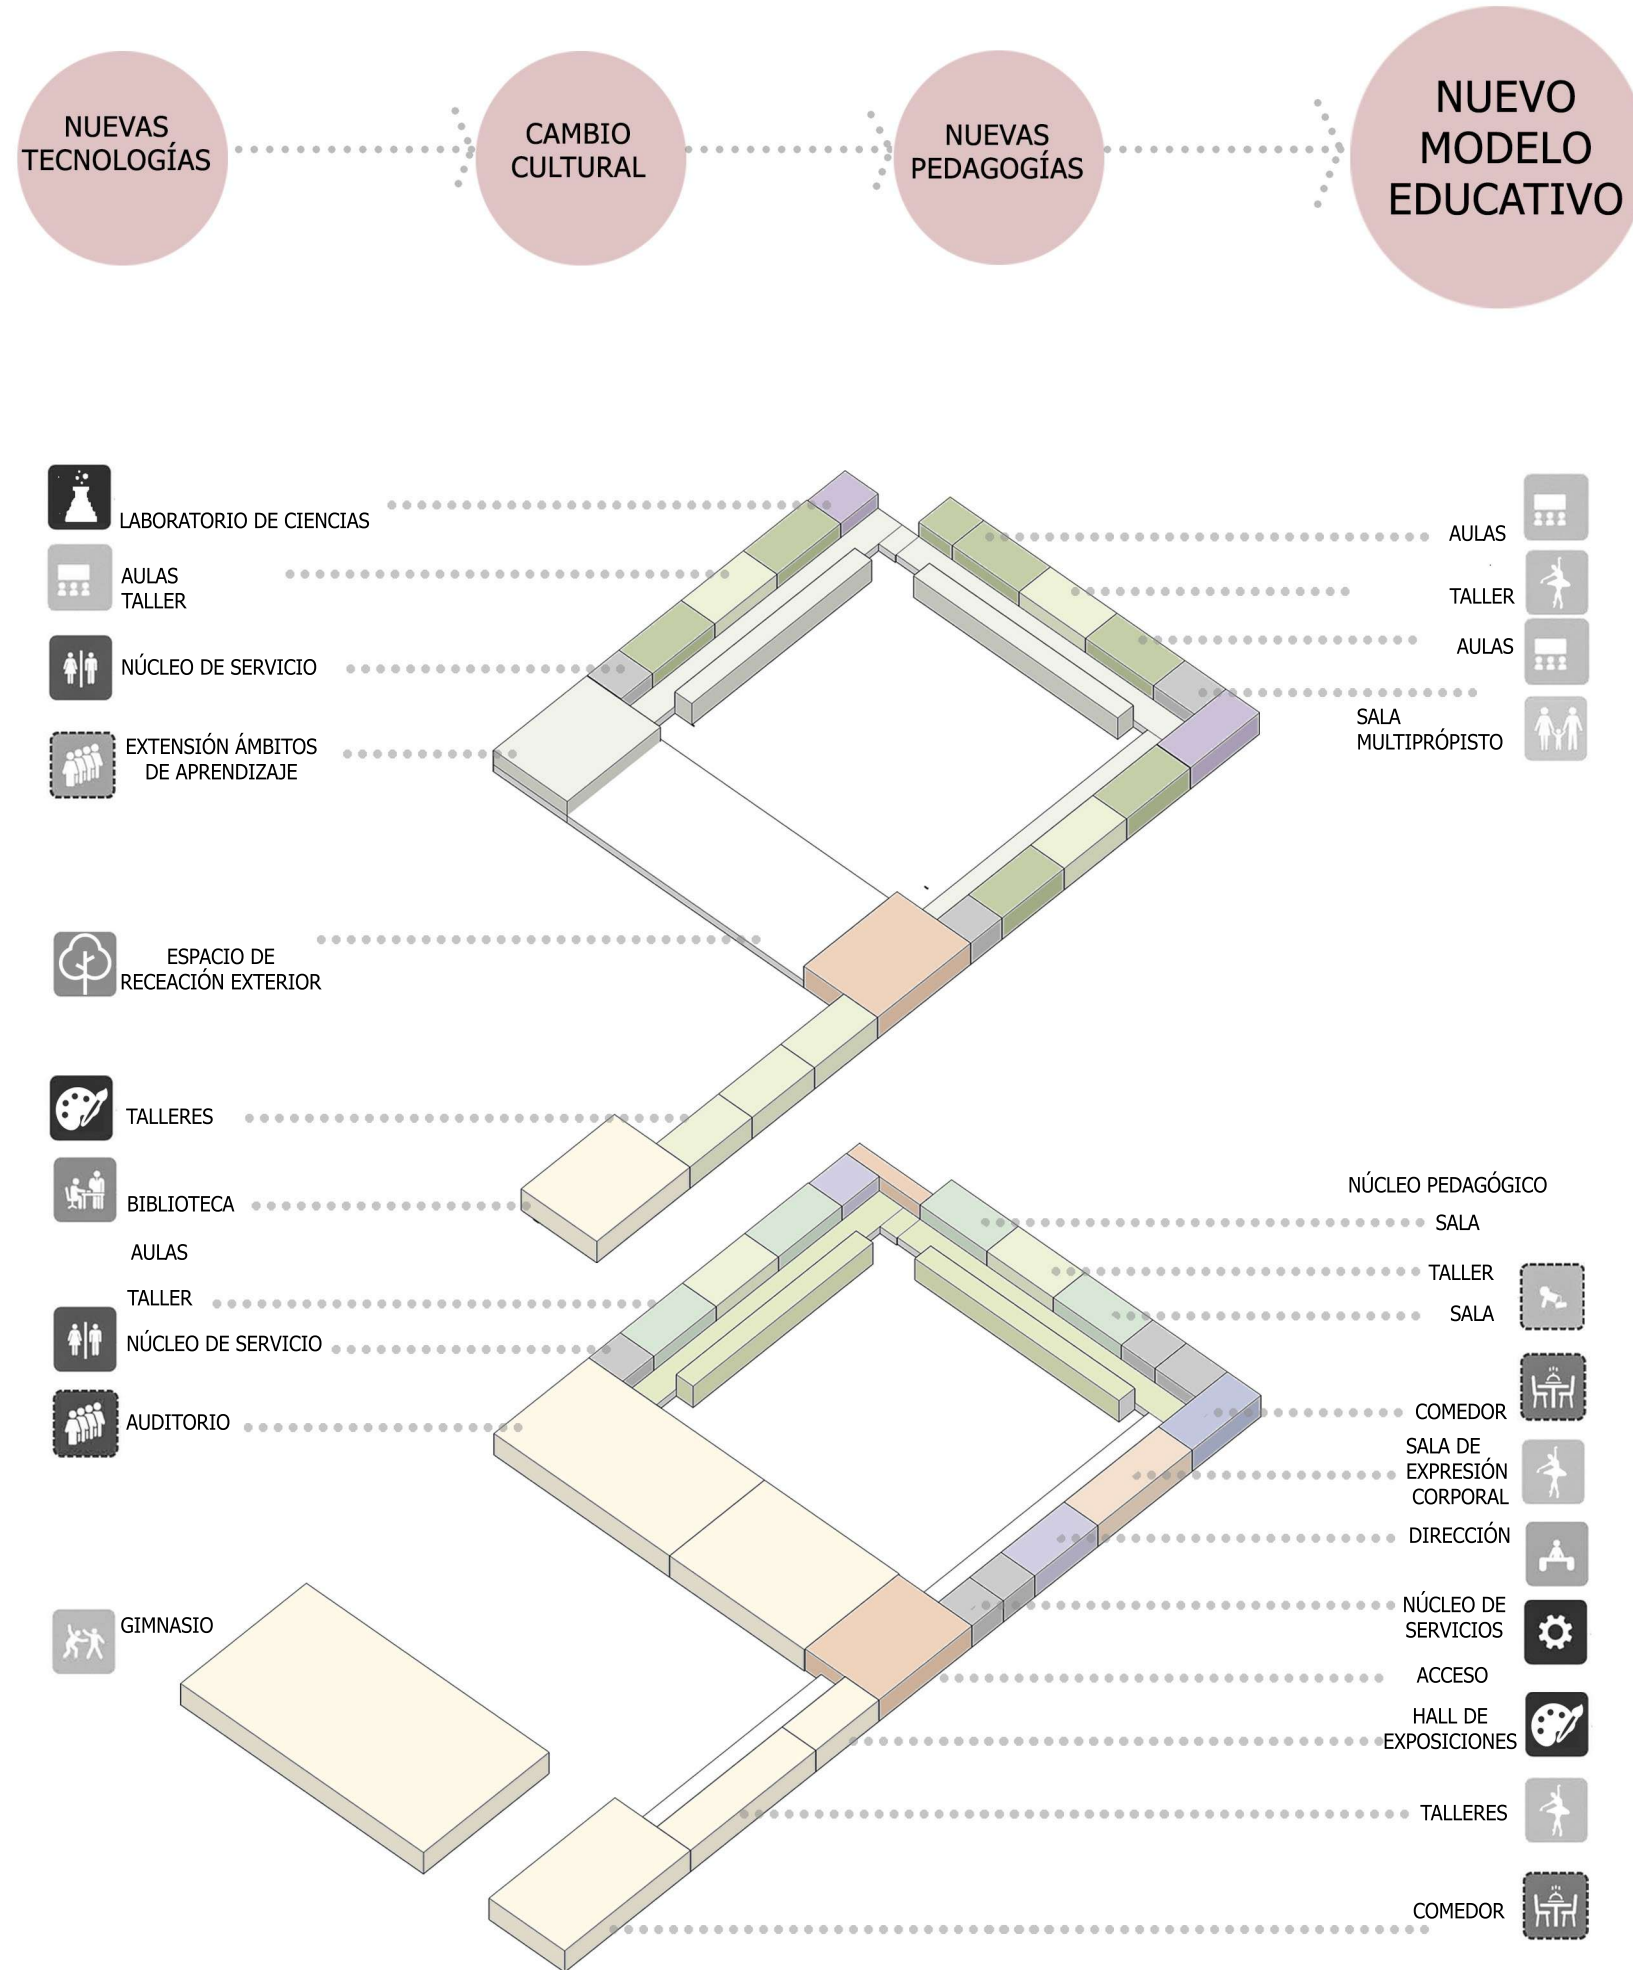 NUEVAS
TECNOLOGÍAS
CAMBIO
CULTURAL
NUEVAS
PEDAGOGÍAS
NUEVO
MODELO
EDUCATIVO
LABORATORIO DE CIENCIAS
AULAS
TALLER
NÚCLEO DE SERVICIO
EXTENSIÓN ÁMBITOS
DE APRENDIZAJE
ESPACIO DE
RECEACIÓN EXTERIOR
TALLERES
BIBLIOTECA
AULAS
TALLER
NÚCLEO DE SERVICIO
AUDITORIO
GIMNASIO
AULAS
TALLER
AULAS
SALA
MULTIPRÓPISTO
NÚCLEO PEDAGÓGICO
SALA
TALLER
SALA
COMEDOR
SALA DE
EXPRESIÓN
CORPORAL
DIRECCIÓN
NÚCLEO DE
SERVICIOS
ACCESO
HALL DE
EXPOSICIONES
TALLERES
COMEDOR